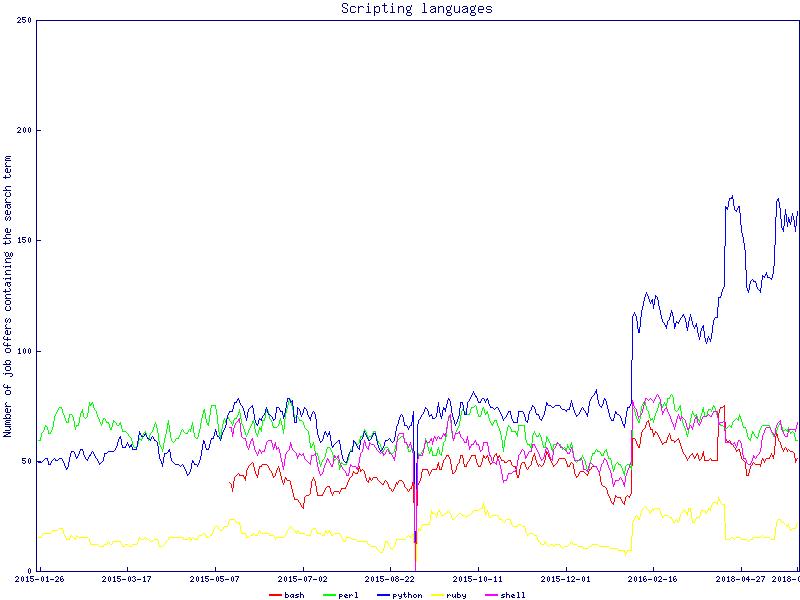 Scripting languages
250
200
150
100
50
0
Number of job offers containing the search term
2015-01-26 2015-03-17 2015-05-07 2015-07-02 2015-08-22 2015-10-11 2015-12-01 2016-02-16 2018-04-27 2018-
bash perl python ruby shell